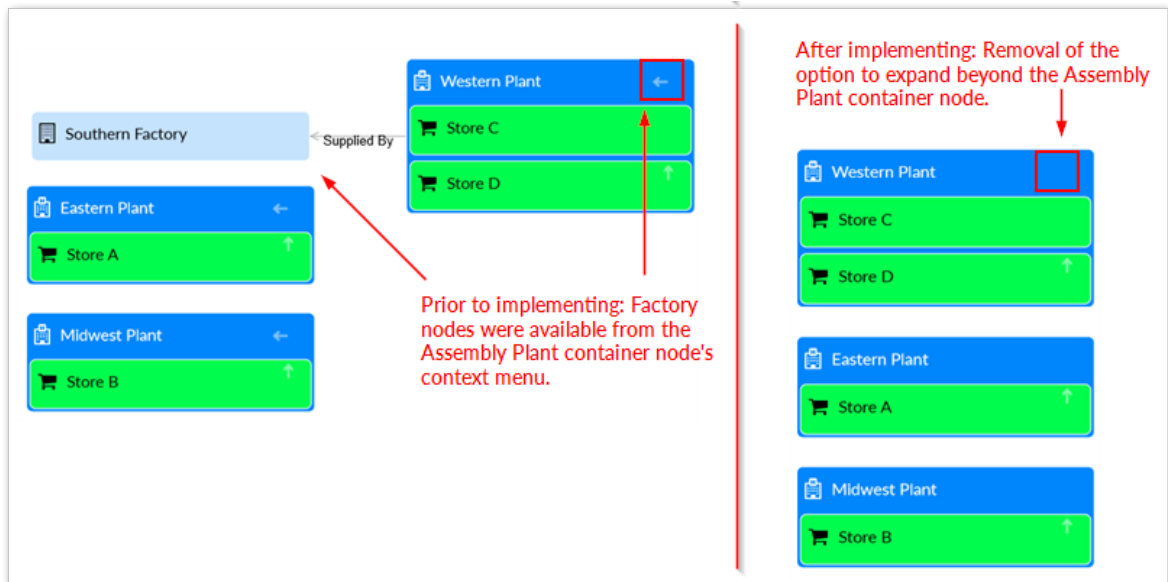 Western Plant
Store C
Store D
Southern Factory
Supplied By
Eastern Plant
Store A
Midwest Plant
Store B
Prior to implementing: Factory
nodes were available from the
Assembly Plant container node's
context menu.
After implementing: Removal of the
option to expand beyond the Assembly
Plant container node.
Western Plant
Store C
Store D
Eastern Plant
Store A
Midwest Plant
Store B